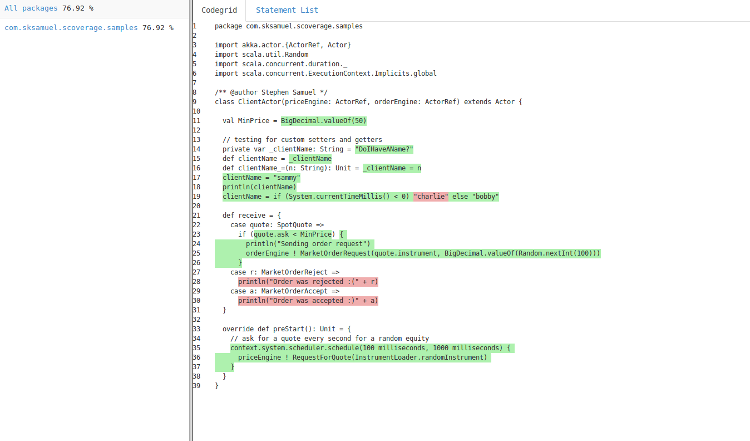 All packages 76.92 %
com.sksamuel.scoverage.samples 76.92 %
Codegrid Statement List
1 package com.sksamuel.scoverage.samples
2
3 import akka.actor.{ActorRef, Actor}
4 import scala.util.Random
5 import scala.concurrent.duration._
6 import scala.concurrent.ExecutionContext.Implicits.global
7
8 /** @author Stephen Samuel */
9 class ClientActor(priceEngine: ActorRef, orderEngine: ActorRef) extends Actor {
10
11 val MinPrice = BigDecimal.valueOf(50)
12
13 // testing for custom setters and getters
14 private var _clientName: String = "DoIHaveAName?"
15 def clientName = _clientName
16 def clientName_=(n: String): Unit = _clientName = n
17 clientName = "sammy"
18 println(clientName)
19 clientName = if (System.currentTimeMillis() < 0) "charlie" else "bobby"
20
21 def receive = {
22 case quote: SpotQuote =>
23 if (quote.ask < MinPrice) {
24 println("Sending order request")
25 orderEngine ! MarketOrderRequest(quote.instrument, BigDecimal.valueOf(Random.nextInt(100)))
26 }
27 case r: MarketOrderReject =>
28 println("Order was rejected :(" + r)
29 case a: MarketOrderAccept =>
30 println("Order was accepted :)" + a)
31 }
32
33 override def preStart(): Unit = {
34 // ask for a quote every second for a random equity
35 context.system.scheduler.schedule(100 milliseconds, 1000 milliseconds) {
36 priceEngine ! RequestForQuote(InstrumentLoader.randomInstrument)
37 }
38 }
39 }